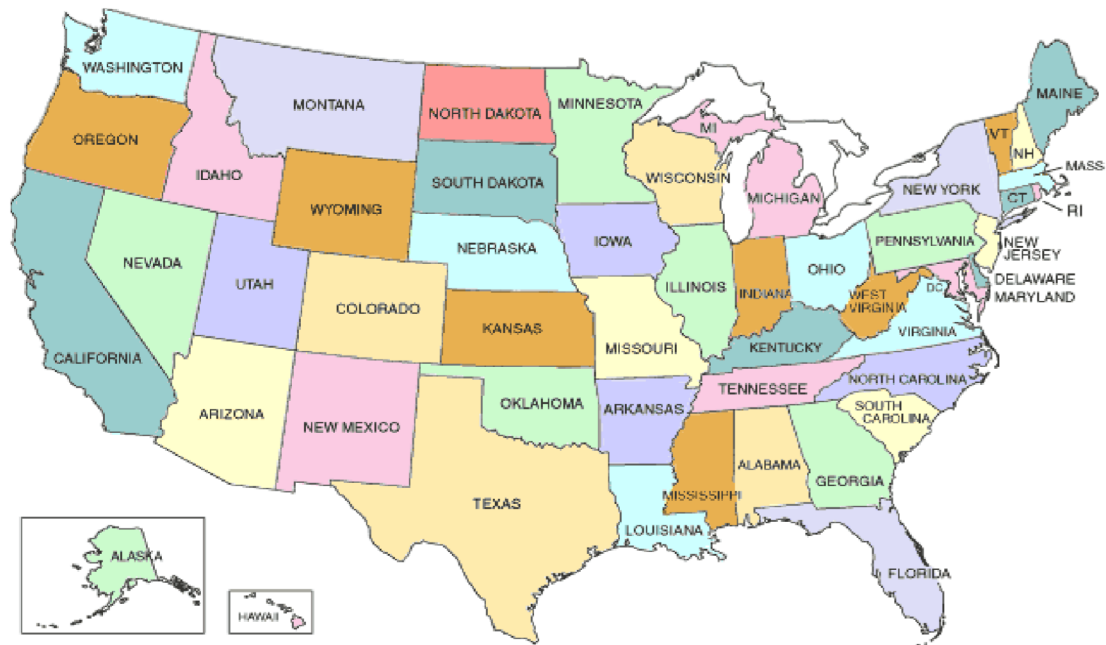 WASHINGTON
MONTANA
NORTH DAKOTA
MINNESOTA
MAINE
OREGON
IDAHO
MI
VT
NH
MASS
SOUTH DAKOTA
WISCONSIN
MICHIGAN
NEW YORK
CT
RI
WYOMING
NEBRASKA
IOWA
PENNSYLVANIA
NEW
JERSEY
NEVADA
UTAH
COLORADO
ILLINOIS
INDIANA
OHIO
WEST
VIRGINIA
DC
DELAWARE
MARYLAND
KANSAS
MISSOURI
KENTUCKY
VIRGINIA
CALIFORNIA
TENNESSEE
NORTH CAROLINA
ARIZONA
NEW MEXICO
OKLAHOMA
ARKANSAS
SOUTH
CAROLINA
TEXAS
MISSISSIPPI
ALABAMA
GEORGIA
LOUISIANA
ALASKA
FLORIDA
HAWAII